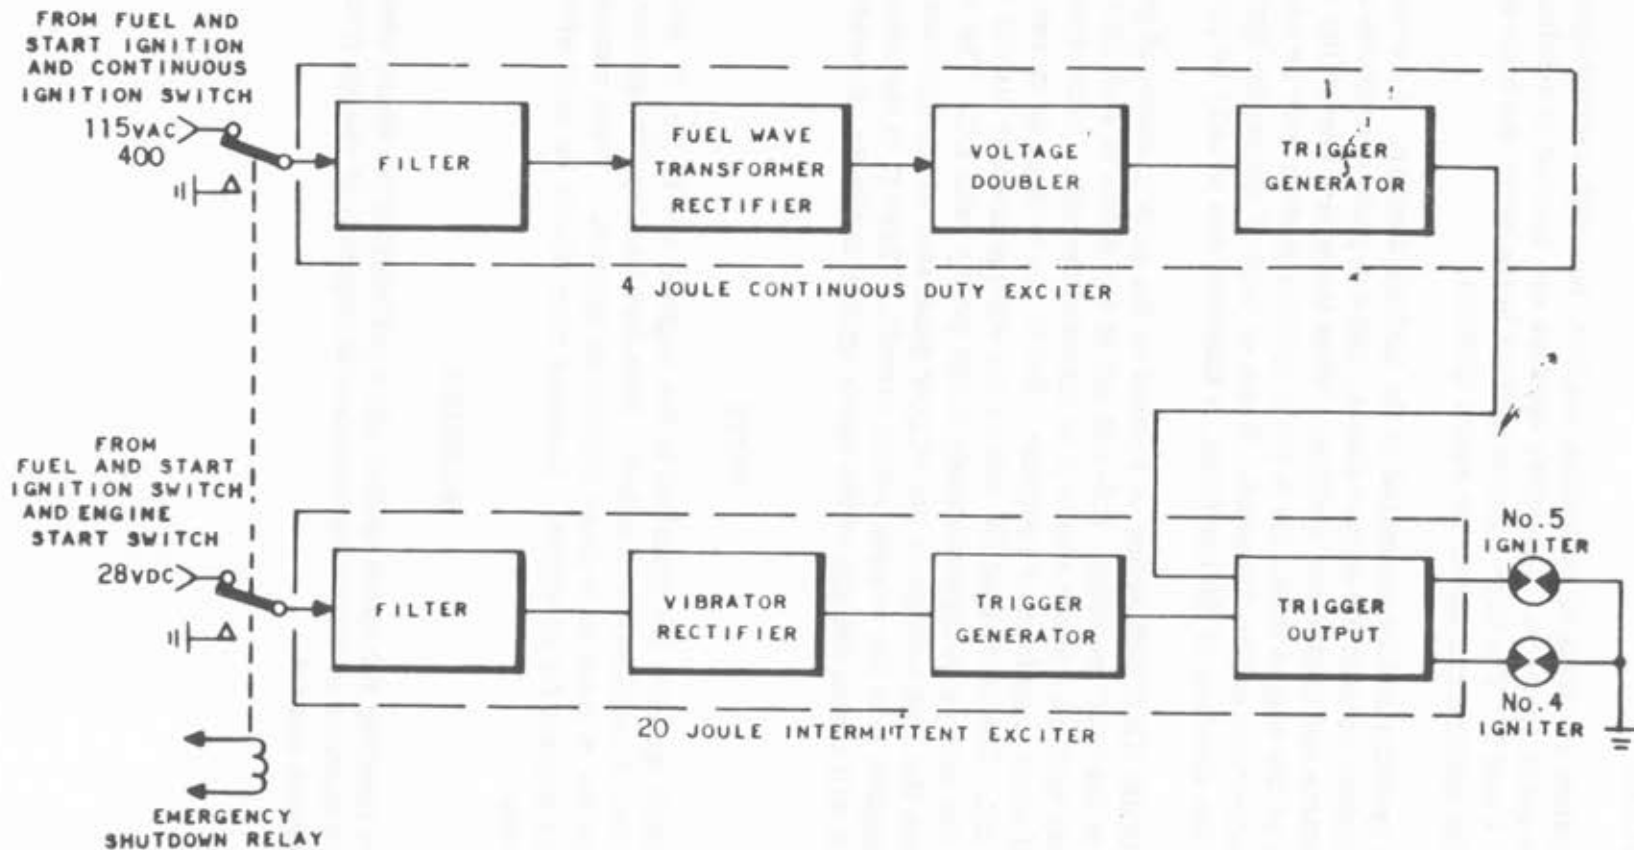 FROM FUEL AND
START IGNITION
AND CONTINUOUS
IGNITION SWITCH
115VAC
400
FILTER
FUEL WAVE
TRANSFORMER
RECTIFIER
VOLTAGE
DOUBLER
TRIGGER
GENERATOR
4 JOULE CONTINUOUS DUTY EXCITER
FROM
FUEL AND START
IGNITION SWITCH
AND ENGINE
START SWITCH
28VDC
FILTER
VIBRATOR
RECTIFIER
TRIGGER
GENERATOR
TRIGGER
OUTPUT
No.5
IGNITER
No.4
IGNITER
20 JOULE INTERMITTENT EXCITER
EMERGENCY
SHUTDOWN RELAY